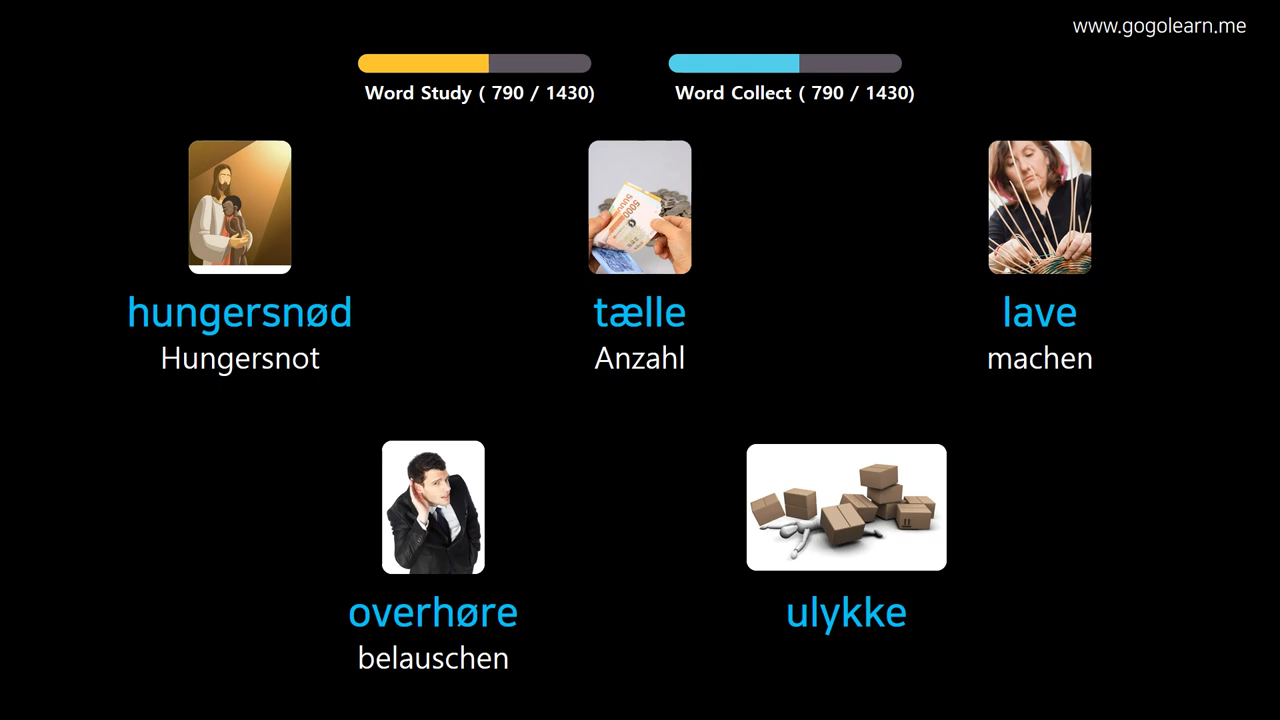 www.gogolearn.me
Word Study ( 790 / 1430)
Word Collect ( 790 / 1430)
hungersnød
Hungersnot
tælle
Anzahl
lave
machen
overhøre
belauschen
ulykke